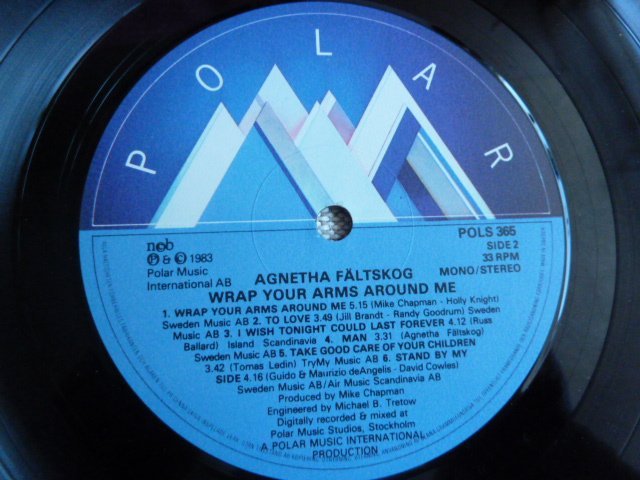 POLAR
POLS 365
SIDE 2
33 RPM
MONO/STEREO
ncb
Ⓟ & © 1983
Polar Music
International AB
AGNETHA FÄLTSKOG
WRAP YOUR ARMS AROUND ME
1. WRAP YOUR ARMS AROUND ME 5.15 (Mike Chapman - Holly Knight)
Sweden Music AB 2. TO LOVE 3.49 (Jill Brandt - Randy Goodrum) Sweden
Music AB 3. I WISH TONIGHT COULD LAST FOREVER 4.12 (Russ
Ballard) Island Scandinavia 4. MAN 3.31 (Agnetha Fältskog)
Sweden Music AB 5. TAKE GOOD CARE OF YOUR CHILDREN
3.42 (Tomas Ledin) TryMy Music AB 6. STAND BY MY
SIDE 4.16 (Guido & Maurizio deAngelis - David Cowles)
Sweden Music AB/Air Music Scandinavia AB
Produced by Mike Chapman
Engineered by Michael B. Tretow
Digitally recorded & mixed at
Polar Music Studios, Stockholm
A POLAR MUSIC INTERNATIONAL
PRODUCTION